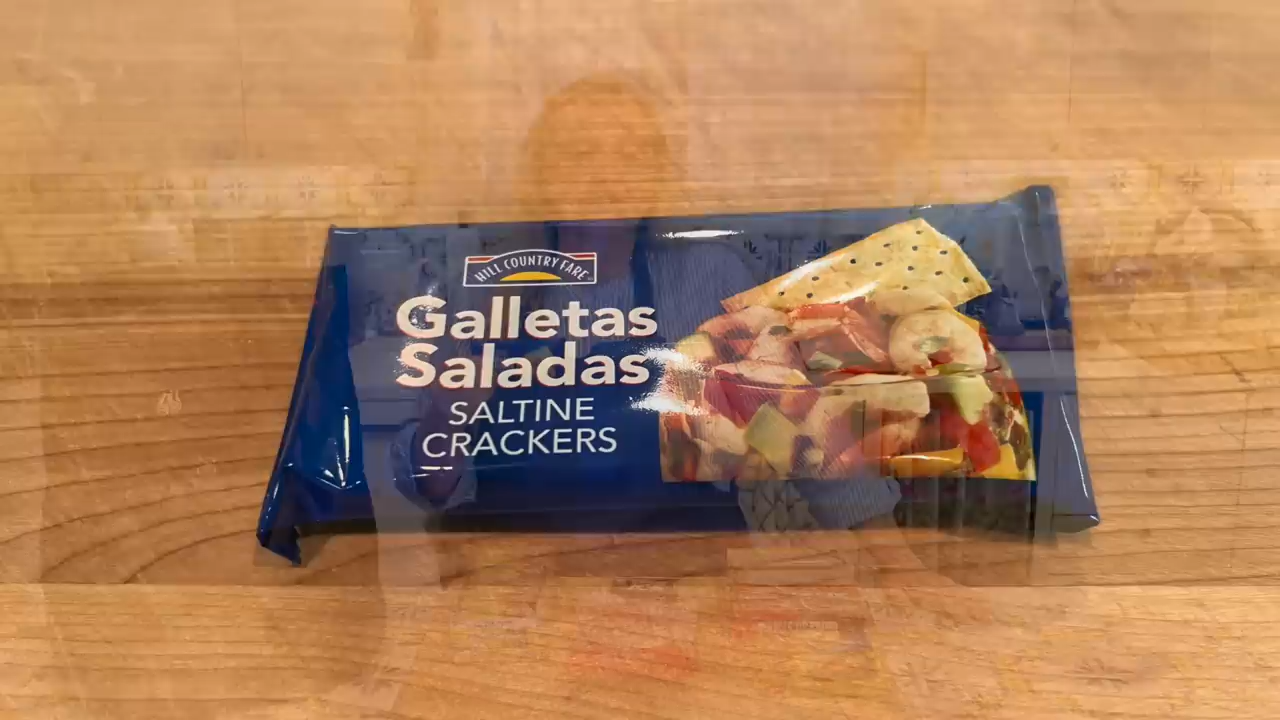 HILL COUNTRY FARE
Galletas
Saladas
SALTINE
CRACKERS